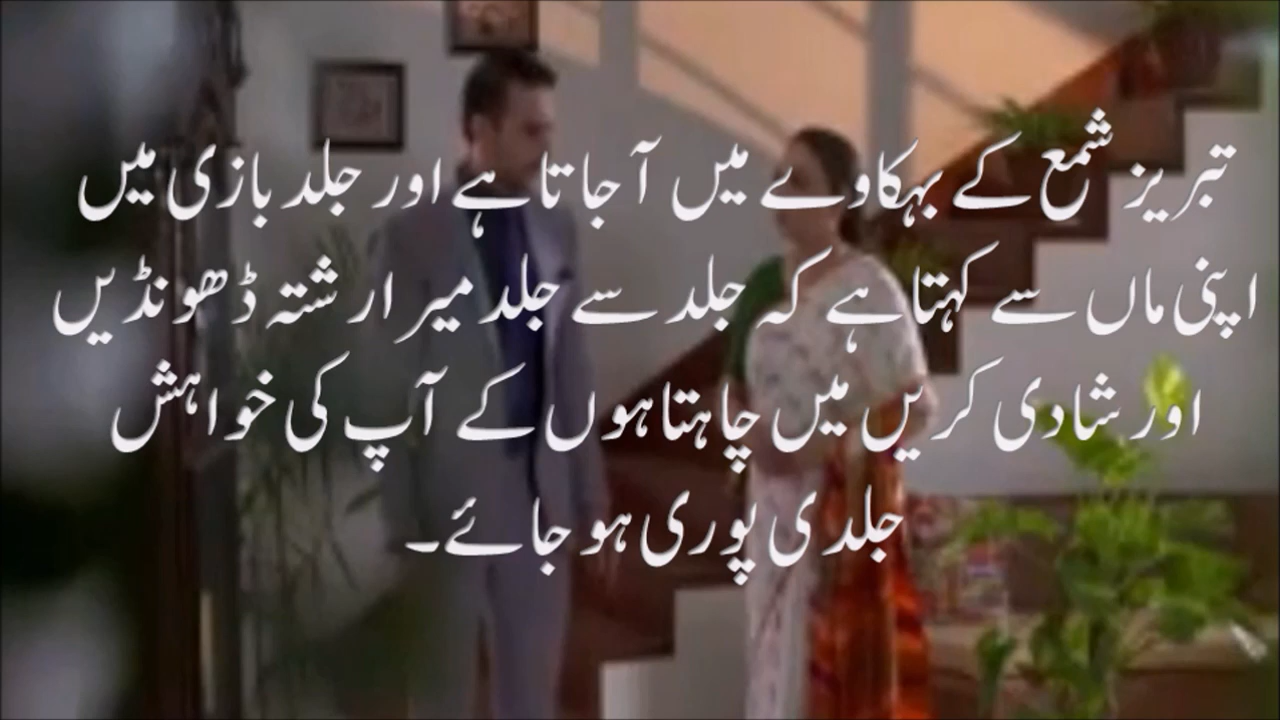 تبریز شمع کے بہکاوے میں آجاتا ہے اور جلد بازی میں
اپنی ماں سے کہتا ہے کہ جلد سے جلد میرا رشتہ ڈھونڈیں
اور شادی کریں میں چاہتا ہوں کے آپ کی خواہش
جلدی پوری ہو جائے۔